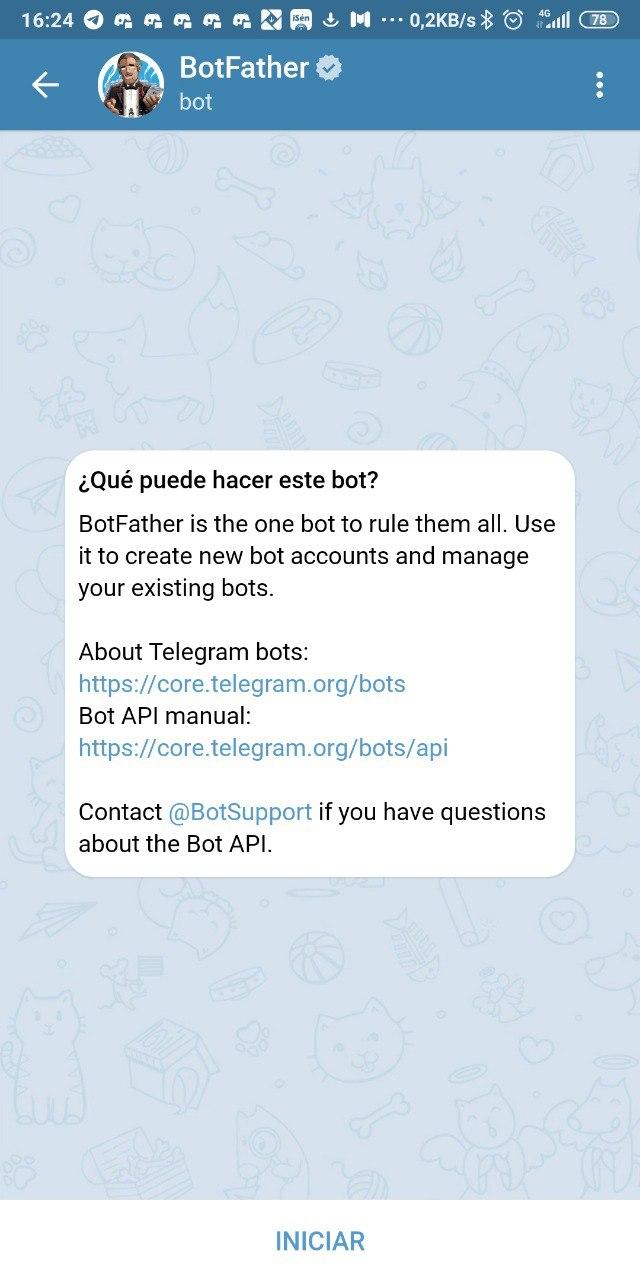 16:24 0,2KB/s 4G 78
BotFather
bot
¿Qué puede hacer este bot?
BotFather is the one bot to rule them all. Use
it to create new bot accounts and manage
your existing bots.
About Telegram bots:
https://core.telegram.org/bots
Bot API manual:
https://core.telegram.org/bots/api
Contact @BotSupport if you have questions
about the Bot API.
INICIAR